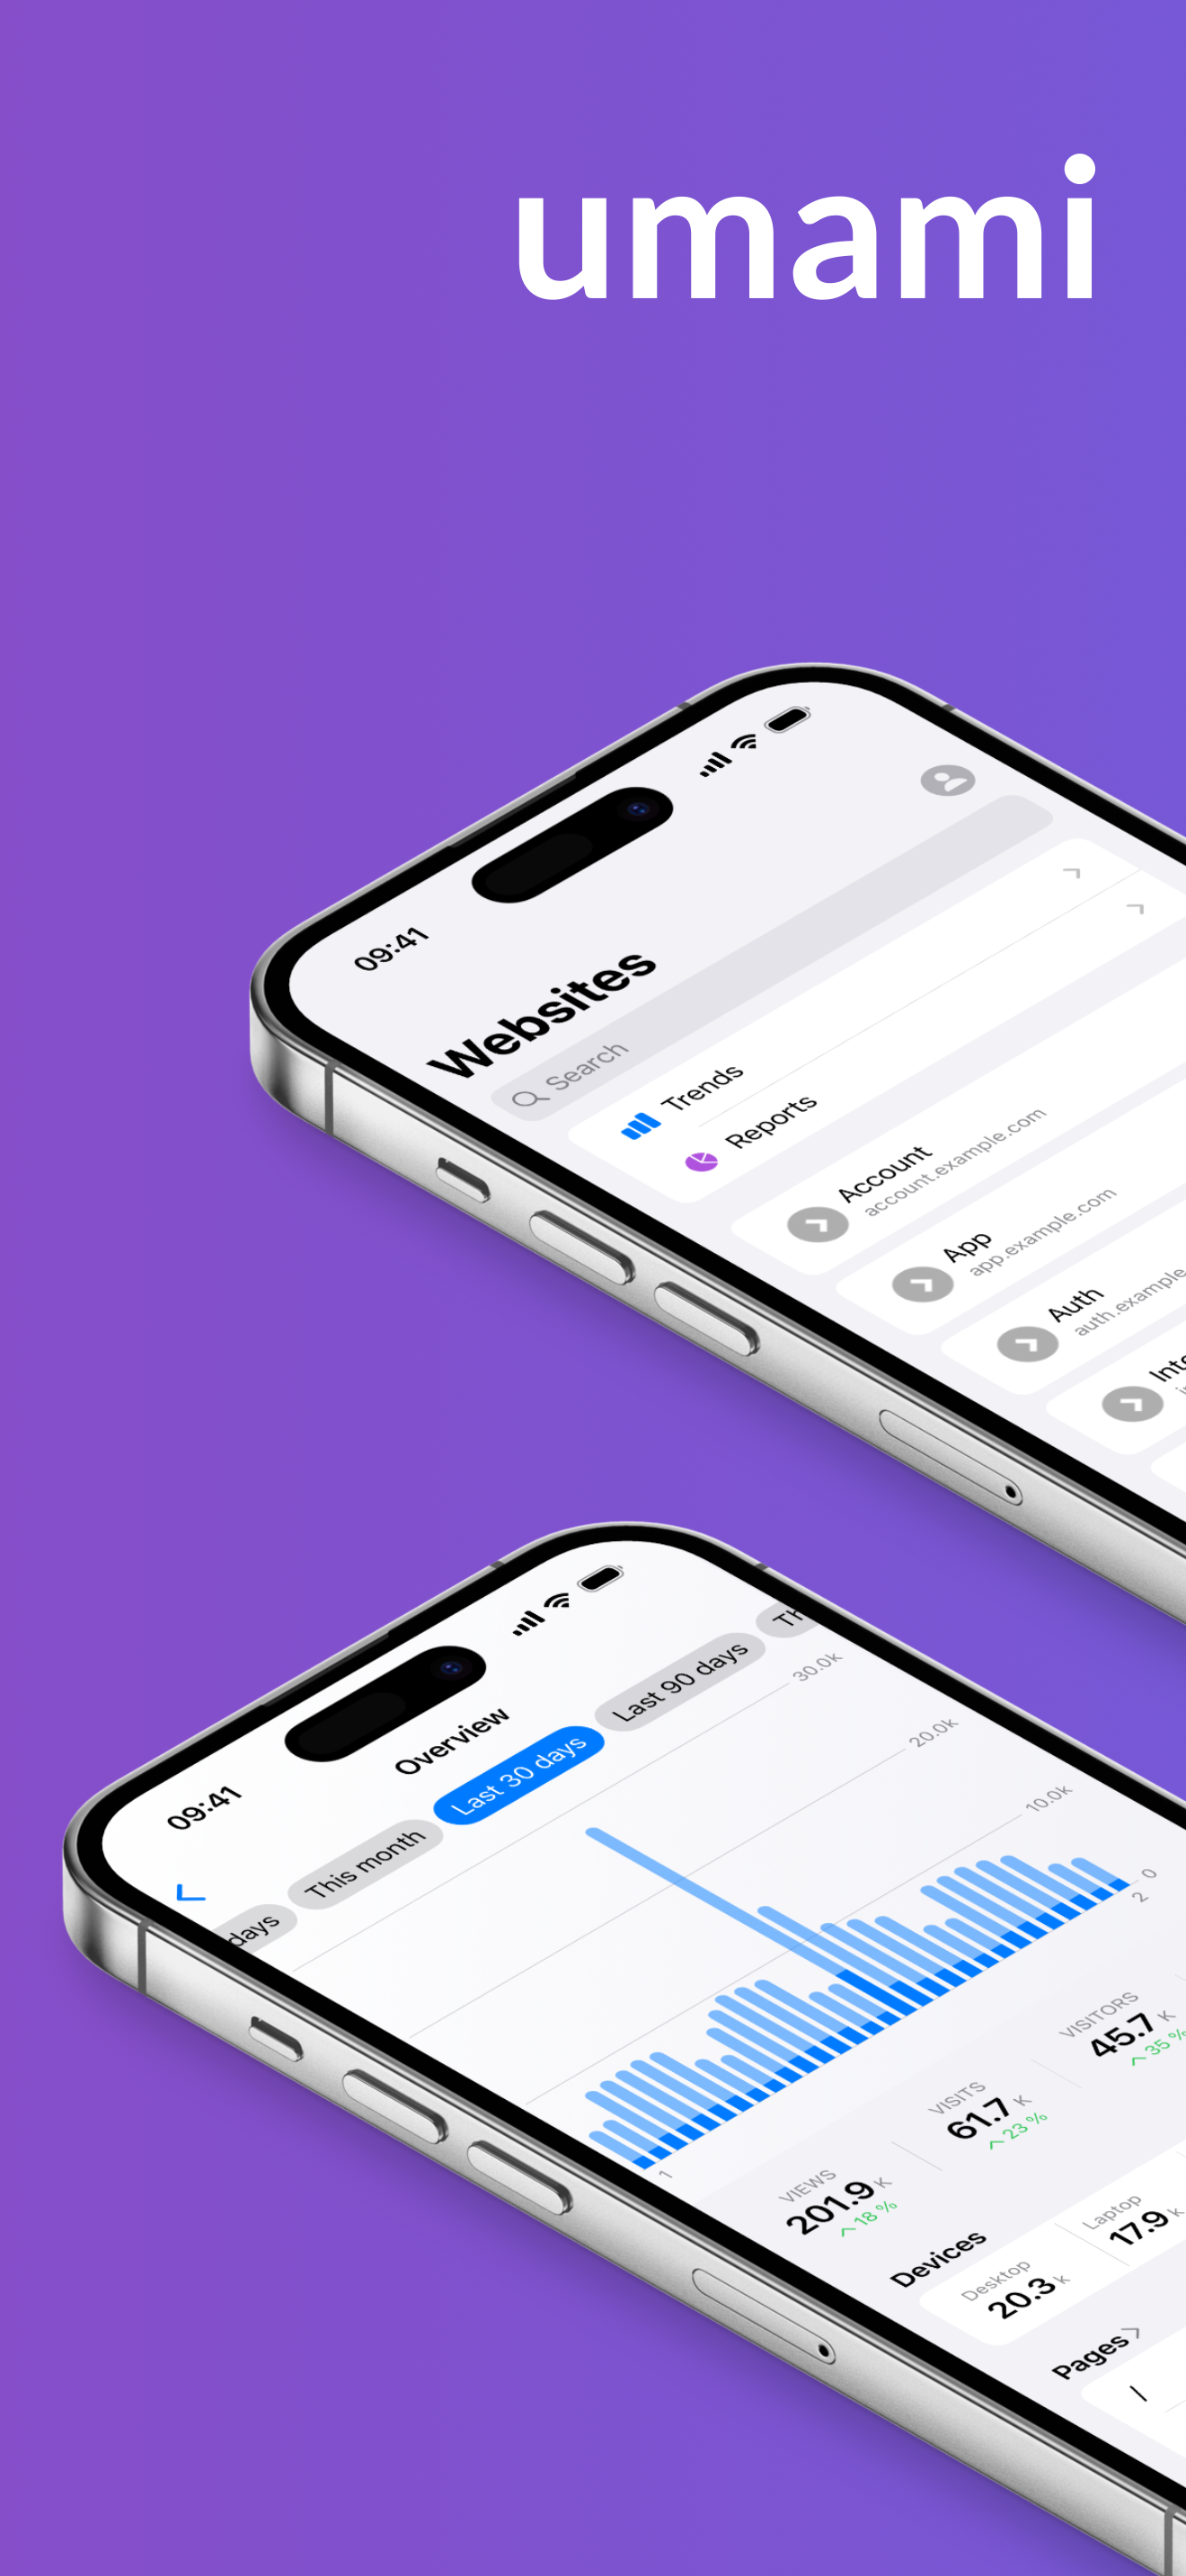 umami
09:41
Websites
Search
Trends
Reports
Account
account.example.com
App
app.example.com
Auth
auth.example
09:41
Overview
days
This month
Last 30 days
Last 90 days
30.0k
20.0k
10.0k
0
1
2
VIEWS
201.9 K
18 %
VISITS
61.7 K
23 %
VISITORS
45.7 K
35 %
Devices
Desktop
20.3 K
Laptop
17.9 K
Pages
/